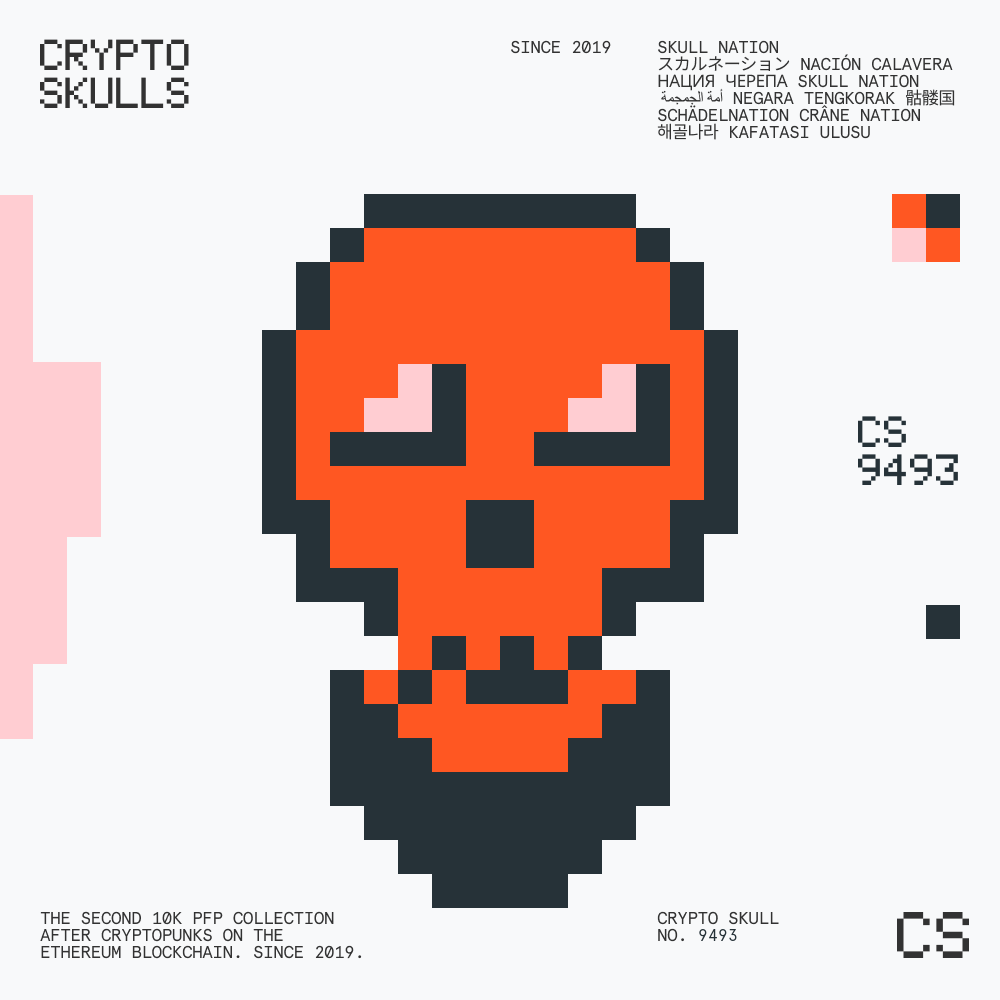 CRYPTO
SKULLS
SINCE 2019
SKULL NATION
スカルネーション NACIÓN CALAVERA
НАЦИЯ ЧЕРЕПА SKULL NATION
أمة الجمجمة NEGARA TENGKORAK 骷髅国
SCHÄDELNATION CRÂNE NATION
해골나라 KAFATASI ULUSU
CS
9493
THE SECOND 10K PFP COLLECTION
AFTER CRYPTOPUNKS ON THE
ETHEREUM BLOCKCHAIN. SINCE 2019.
CRYPTO SKULL
NO. 9493
CS